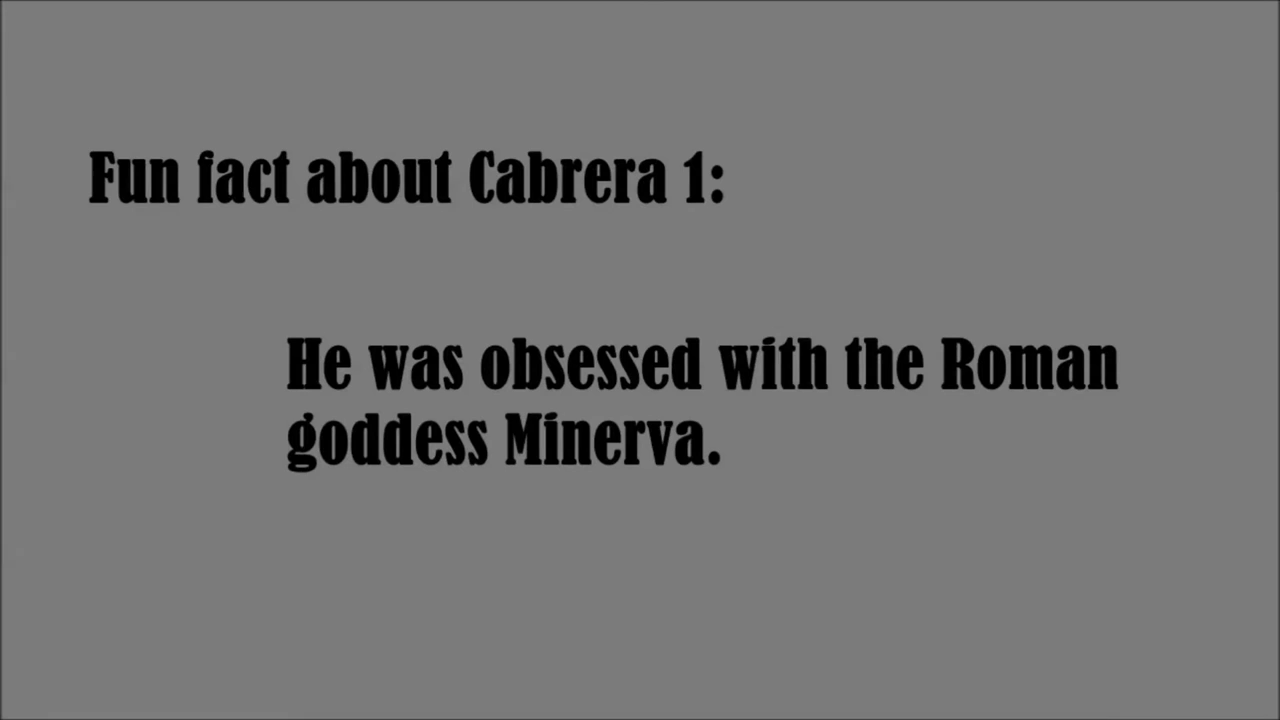 Fun fact about Cabrera 1:
He was obsessed with the Roman
goddess Minerva.